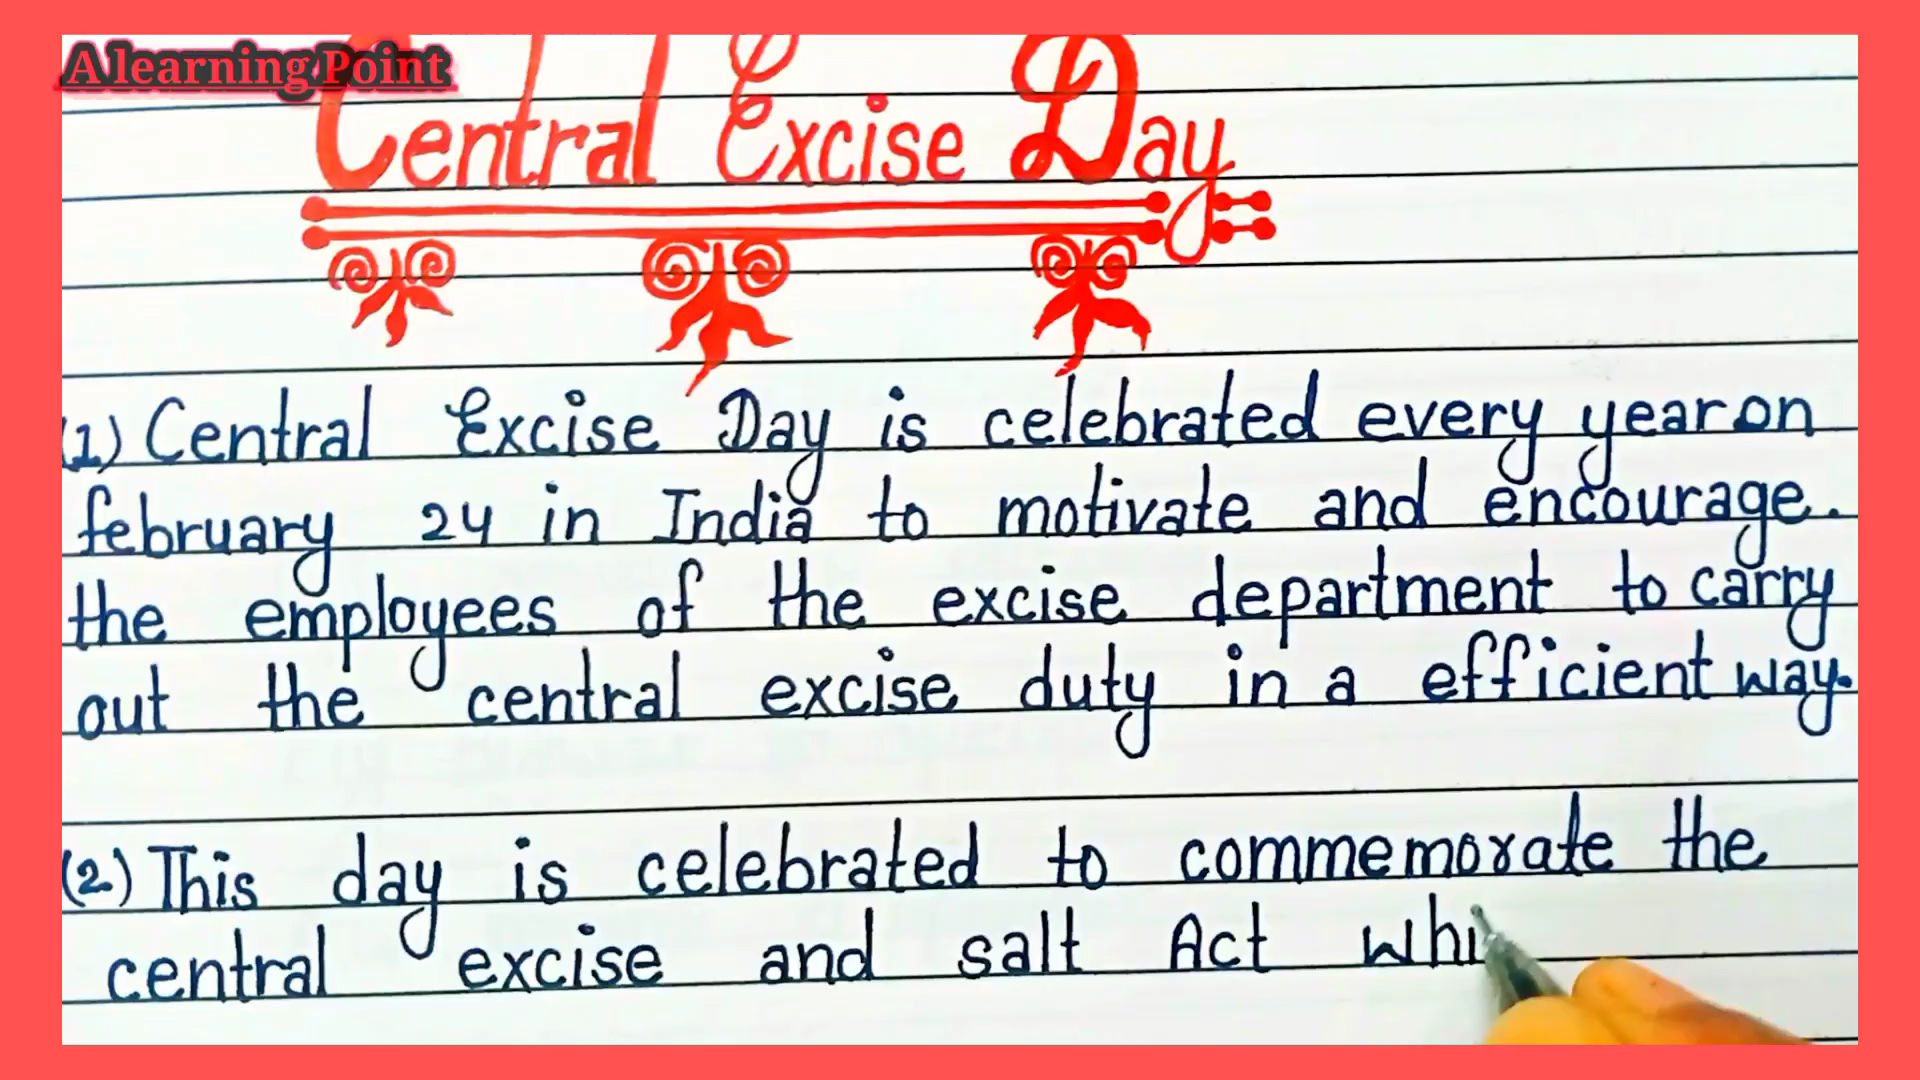 A learning Point
Central Excise Day
(1) Central Excise Day is celebrated every year on
february 24 in India to motivate and encourage.
the employees of the excise department to carry
out the central excise duty in a efficient way.
(2) This day is celebrated to commemorate the
central excise and salt Act whi